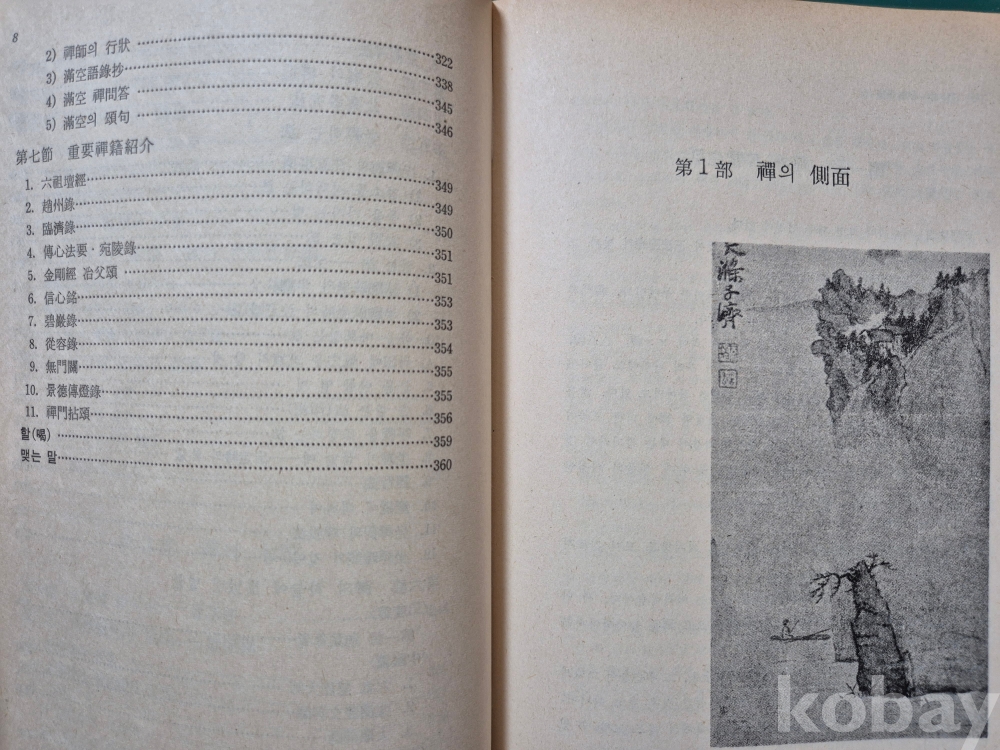 8
2) 禪師의 行狀 ················ 322
3) 滿空語錄抄 ················ 338
4) 滿空 禪問答 ················ 345
5) 滿空의 頌句 ················ 346
第七節 重要禪籍紹介
1. 六祖壇經 ················ 349
2. 趙州錄 ················ 349
3. 臨濟錄 ················ 350
4. 傳心法要·宛陵錄 ················ 351
5. 金剛經 冶父頌 ················ 351
6. 信心銘 ················ 353
7. 碧巖錄 ················ 353
8. 從容錄 ················ 354
9. 無門關 ················ 355
10. 景德傳燈錄 ················ 355
11. 禪門拈頌 ················ 356
할(喝) ················ 359
맺는 말 ················ 360
第1部 禪의 側面
大滌子濟
kobay